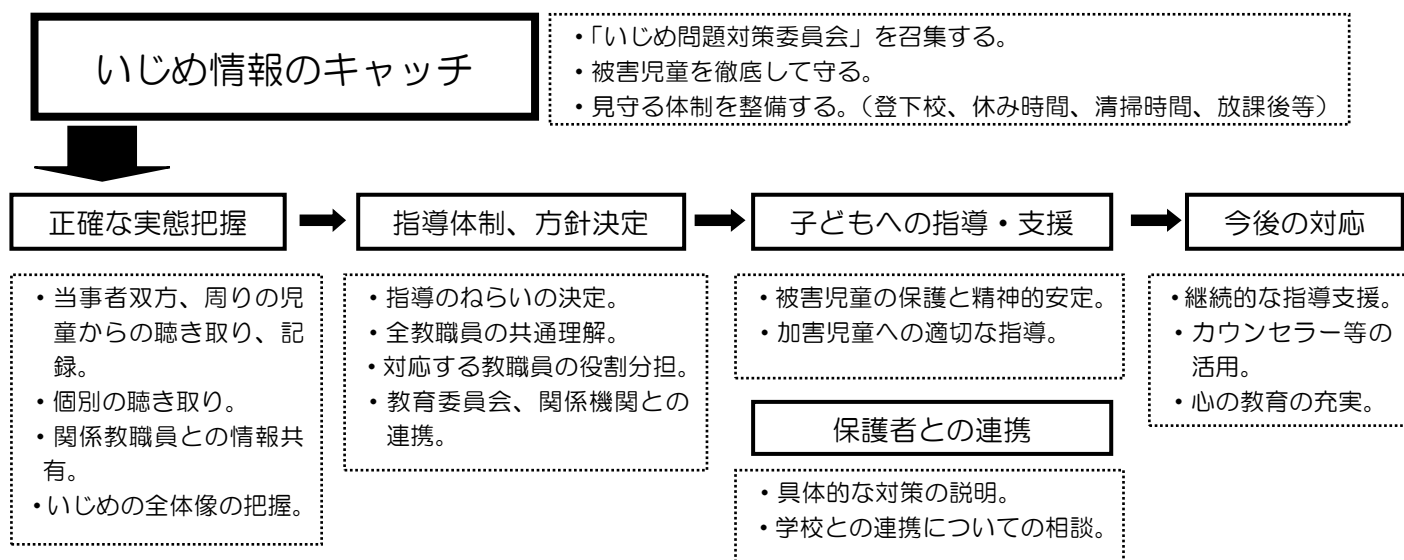 いじめ情報のキャッチ
・「いじめ問題対策委員会」を召集する。
・被害児童を徹底して守る。
・見守る体制を整備する。（登下校、休み時間、清掃時間、放課後等）
正確な実態把握
・当事者双方、周りの児
童からの聴き取り、記
録。
・個別の聴き取り。
・関係教職員との情報共
有。
・いじめの全体像の把握。
指導体制、方針決定
・指導のねらいの決定。
・全教職員の共通理解。
・対応する教職員の役割分担。
・教育委員会、関係機関との
連携。
子どもへの指導・支援
・被害児童の保護と精神的安定。
・加害児童への適切な指導。
保護者との連携
・具体的な対策の説明。
・学校との連携についての相談。
今後の対応
・継続的な指導支援。
・カウンセラー等の
活用。
・心の教育の充実。